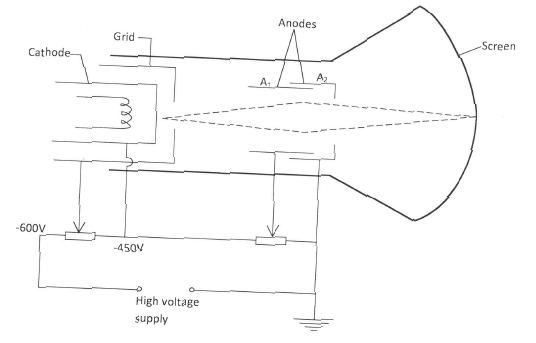 Anodes
Grid
Cathode
Screen
A₁
A₂
-600V
-450V
High voltage
supply